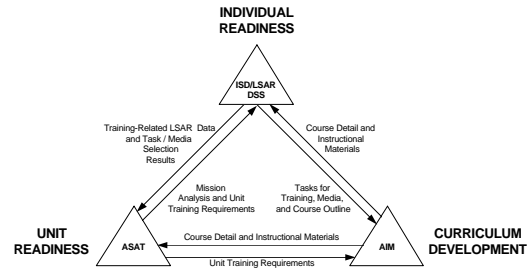 INDIVIDUAL
READINESS
ISD/LSAR
DSS
Training-Related LSAR Data
and Task / Media
Selection
Results
Course Detail and
Instructional
Materials
Mission
Analysis and Unit
Training Requirements
Tasks for
Training, Media,
and Course Outline
UNIT
READINESS
ASAT
Course Detail and Instructional Materials
Unit Training Requirements
AIM
CURRICULUM
DEVELOPMENT